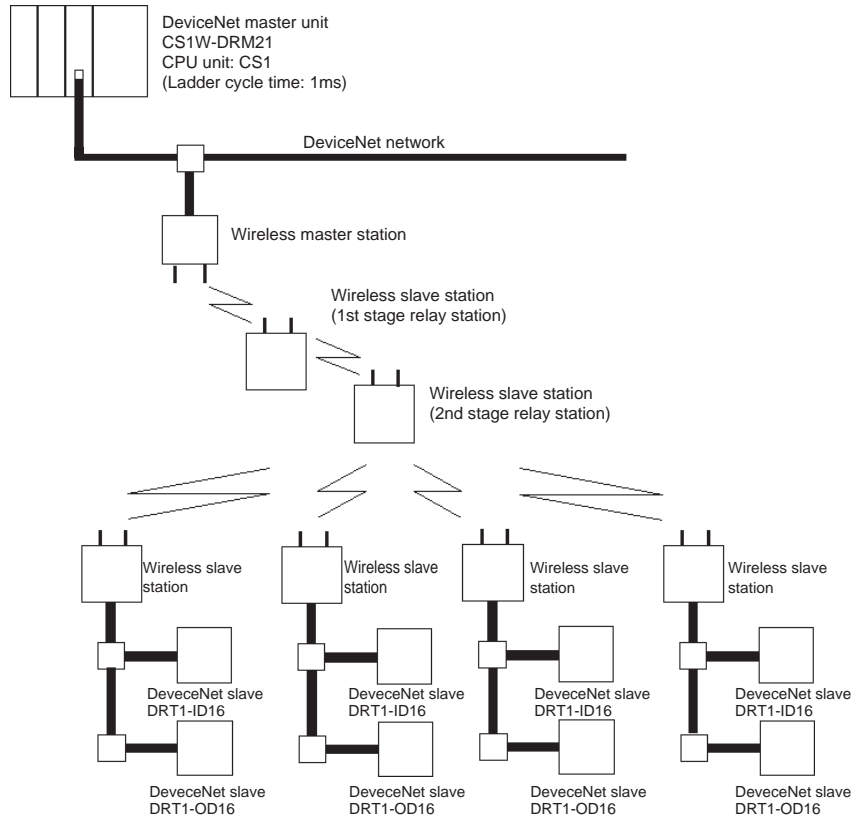 DeviceNet master unit
CS1W-DRM21
CPU unit: CS1
(Ladder cycle time: 1ms)
DeviceNet network
Wireless master station
Wireless slave station
(1st stage relay station)
Wireless slave station
(2nd stage relay station)
Wireless slave
station
Wireless slave
station
Wireless slave
station
Wireless slave
station
DeveceNet slave
DRT1-ID16
DeveceNet slave
DRT1-ID16
DeveceNet slave
DRT1-ID16
DeveceNet slave
DRT1-ID16
DeveceNet slave
DRT1-OD16
DeveceNet slave
DRT1-OD16
DeveceNet slave
DRT1-OD16
DeveceNet slave
DRT1-OD16